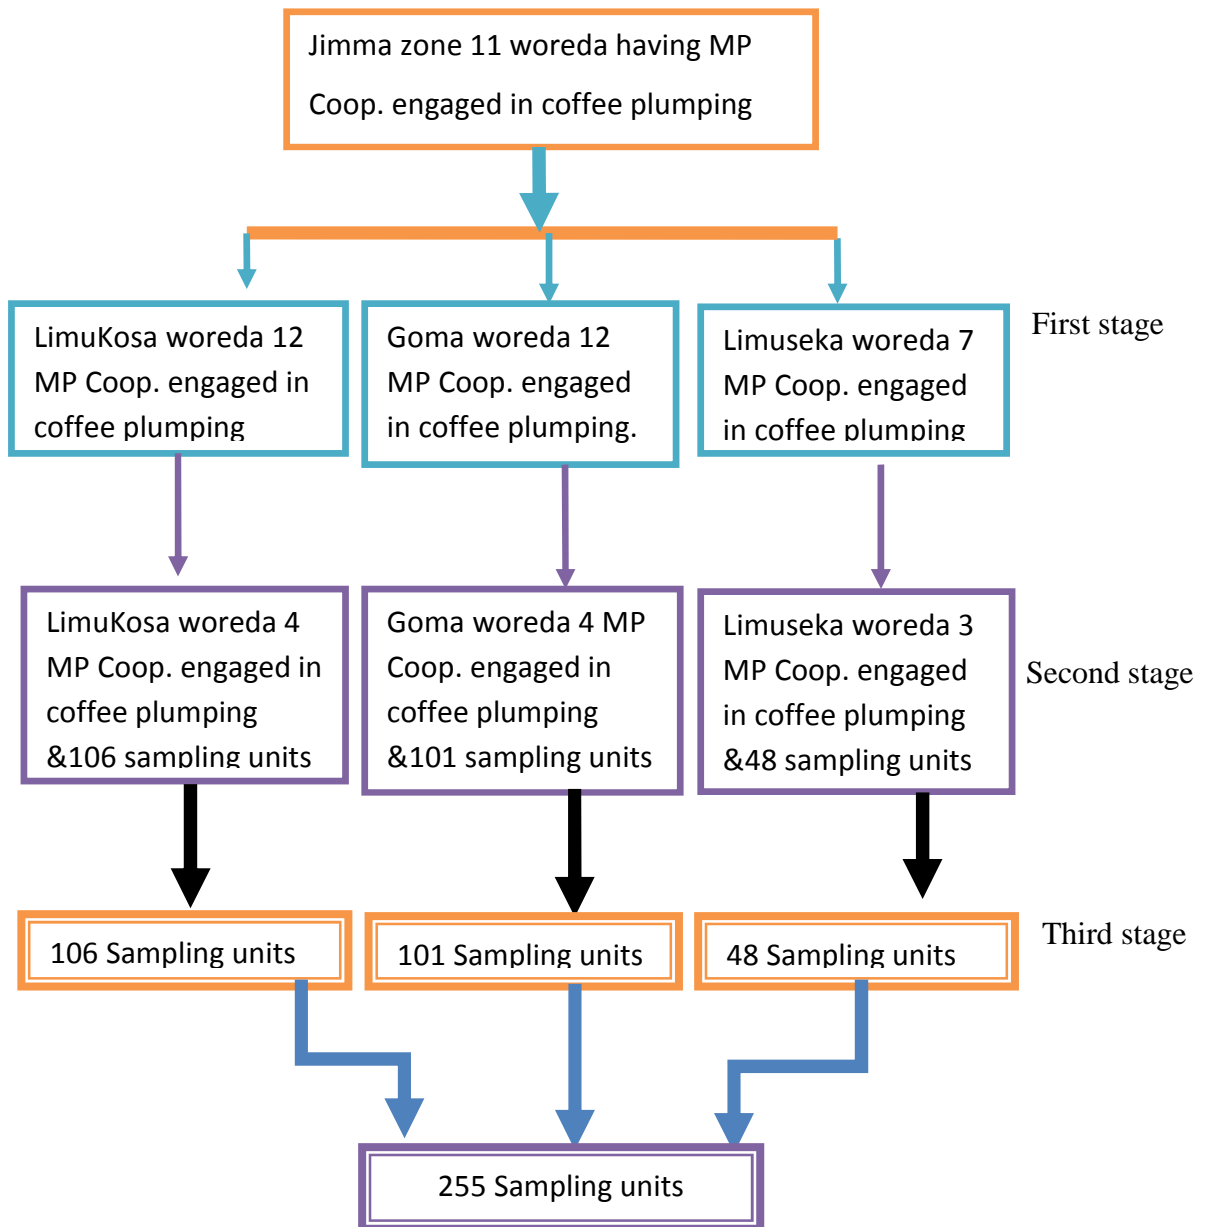 Jimma zone 11 woreda having MP
Coop. engaged in coffee plumping
LimuKosa woreda 12
MP Coop. engaged in
coffee plumping
Goma woreda 12
MP Coop. engaged
in coffee plumping.
Limuseka woreda 7
MP Coop. engaged
in coffee plumping
First stage
LimuKosa woreda 4
MP Coop. engaged in
coffee plumping
&106 sampling units
Goma woreda 4 MP
Coop. engaged in
coffee plumping
&101 sampling units
Limuseka woreda 3
MP Coop. engaged
in coffee plumping
&48 sampling units
Second stage
106 Sampling units
101 Sampling units
48 Sampling units
Third stage
255 Sampling units